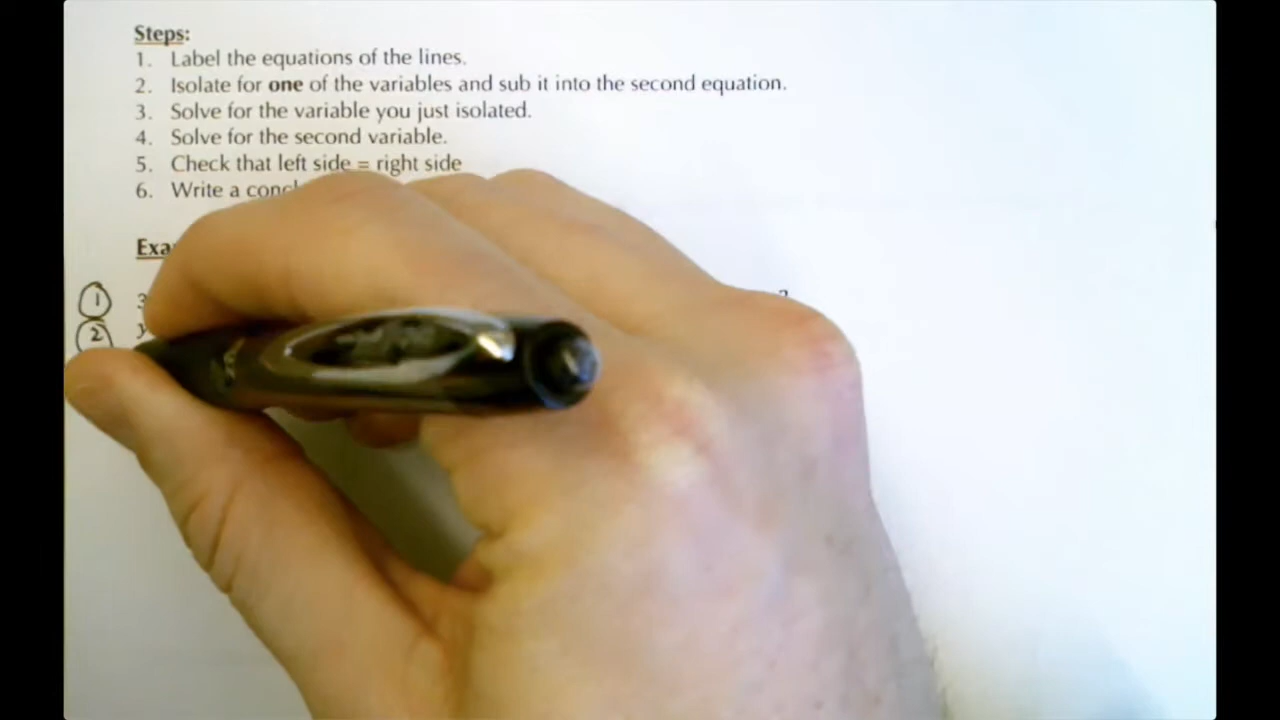 Steps:
1. Label the equations of the lines.
2. Isolate for one of the variables and sub it into the second equation.
3. Solve for the variable you just isolated.
4. Solve for the second variable.
5. Check that left side = right side
6. Write a
1 3
2 y